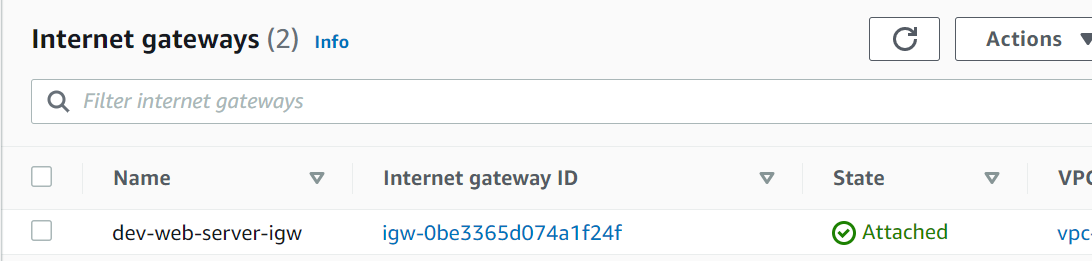 Internet gateways (2) Info
Actions
Filter internet gateways
Name Internet gateway ID State VPC
dev-web-server-igw igw-0be3365d074a1f24f Attached vpc-